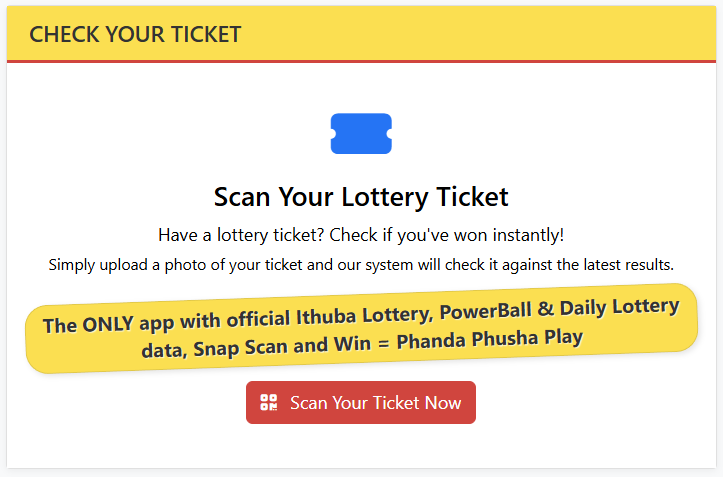 CHECK YOUR TICKET
Scan Your Lottery Ticket
Have a lottery ticket? Check if you've won instantly!
Simply upload a photo of your ticket and our system will check it against the latest results.
The ONLY app with official Ithuba Lottery, PowerBall & Daily Lottery
data, Snap Scan and Win = Phanda Phusha Play
Scan Your Ticket Now